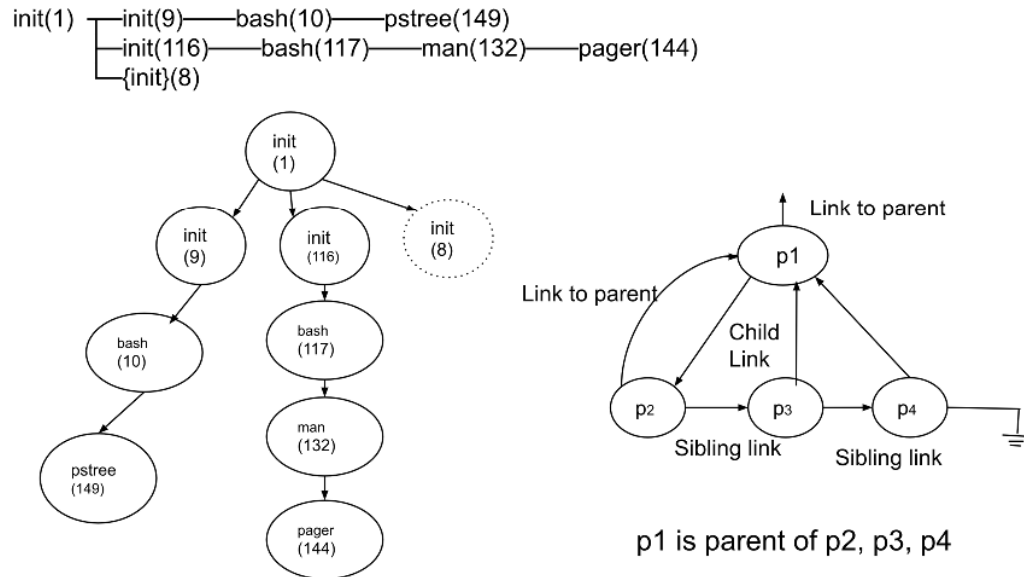 init(1) init(9) bash(10) pstree(149)
init(116) bash(117) man(132) pager(144)
{init}(8)
init
(1)
init
(9)
init
(116)
init
(8)
bash
(10)
bash
(117)
man
(132)
pstree
(149)
pager
(144)
Link to parent
p1
Link to parent
Child
Link
p2
p3
p4
Sibling link
Sibling link
p1 is parent of p2, p3, p4